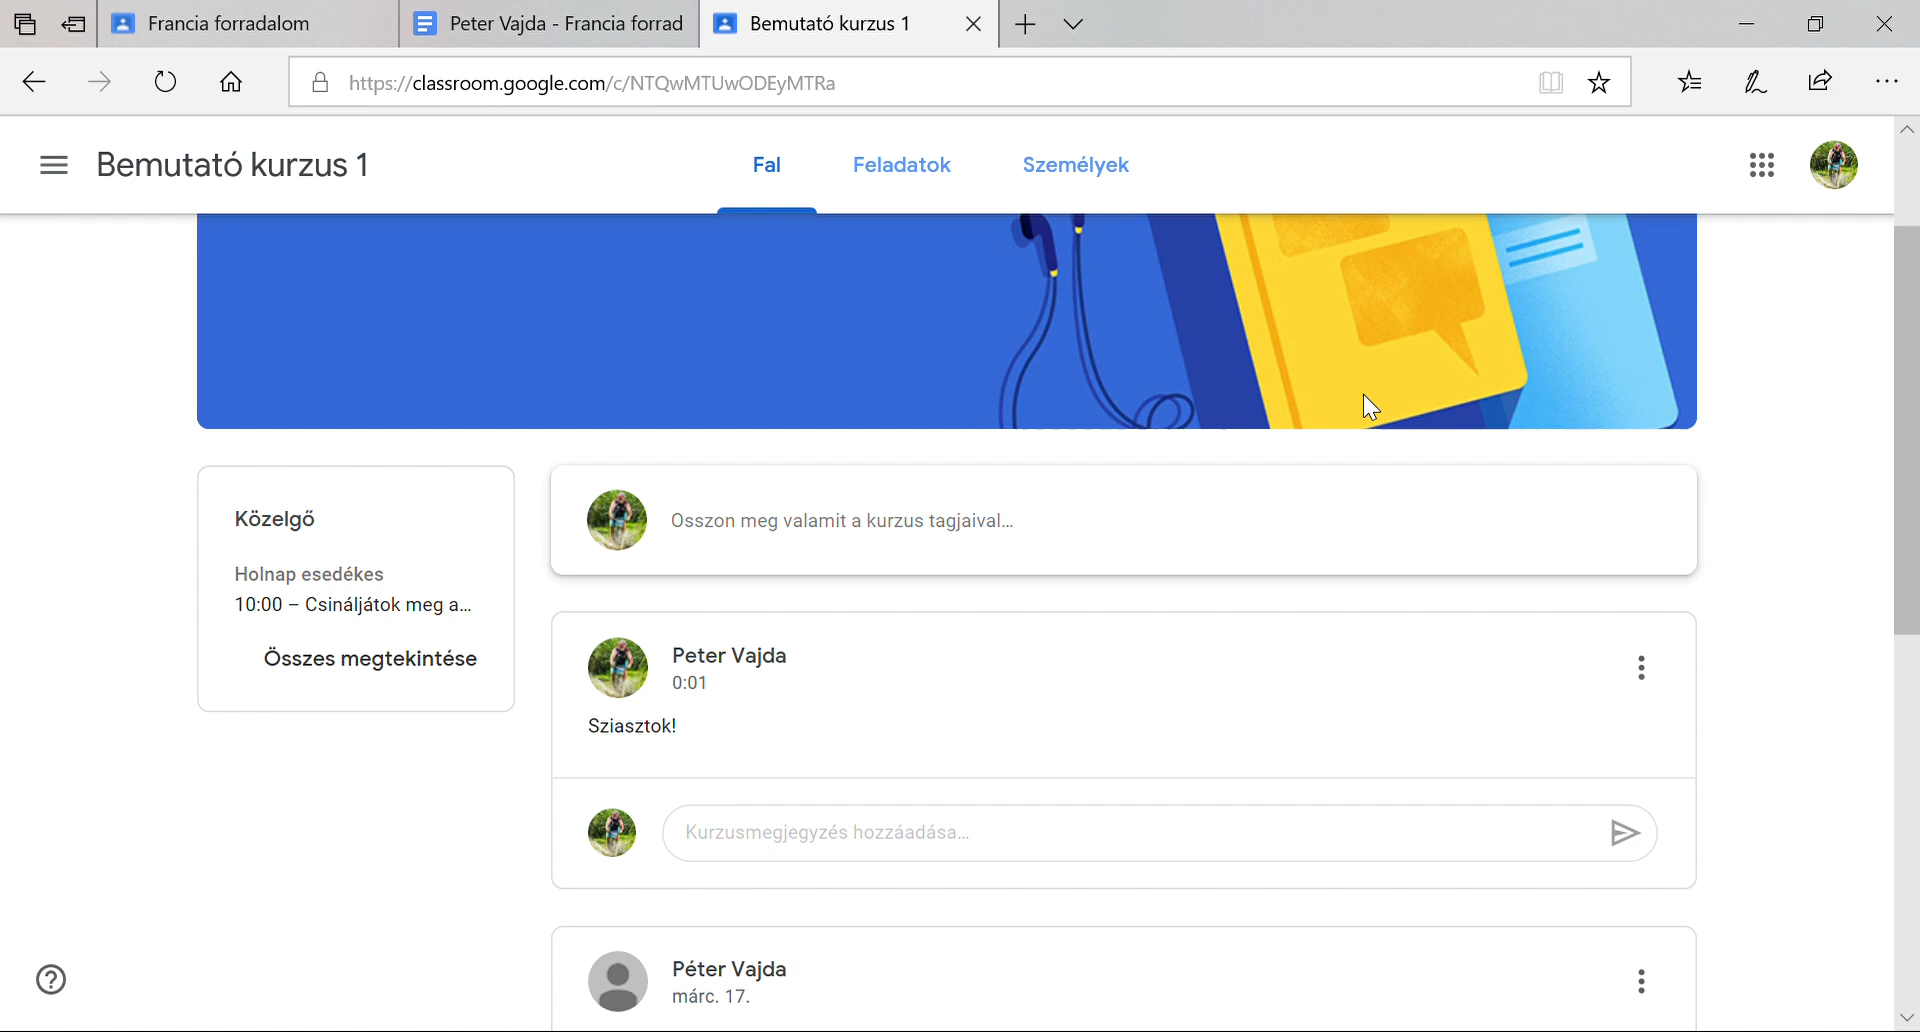 Francia forradalom
Peter Vajda - Francia forrad
Bemutató kurzus 1
https://classroom.google.com/c/NTQwMTUwODEyMTRa
Bemutató kurzus 1
Fal
Feladatok
Személyek
Közelgő
Holnap esedékes
10:00 – Csináljátok meg a...
Összes megtekintése
Osszon meg valamit a kurzus tagjaival...
Peter Vajda
0:01
Sziasztok!
Kurzusmegjegyzés hozzáadása...
Péter Vajda
márc. 17.